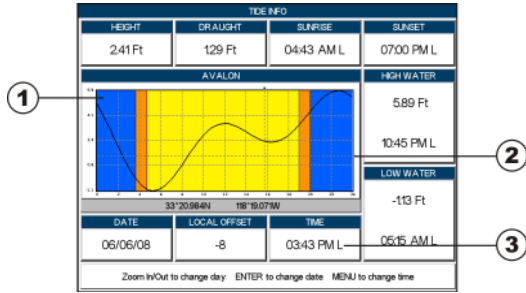 TIDE INFO
HEIGHT DRAUGHT SUNRISE SUNSET
2.41 Ft 1.29 Ft 04:43 AM L 07:00 PM L
AVALON HIGH WATER
5.89 Ft
10:45 PM L
LOW WATER
-1.13 Ft
05:15 AM L
33°20.984N 118°19.071W
DATE LOCAL OFFSET TIME
06/06/08 -8 03:43 PM L
Zoom In/Out to change day ENTER to change date MENU to change time
1
2
3